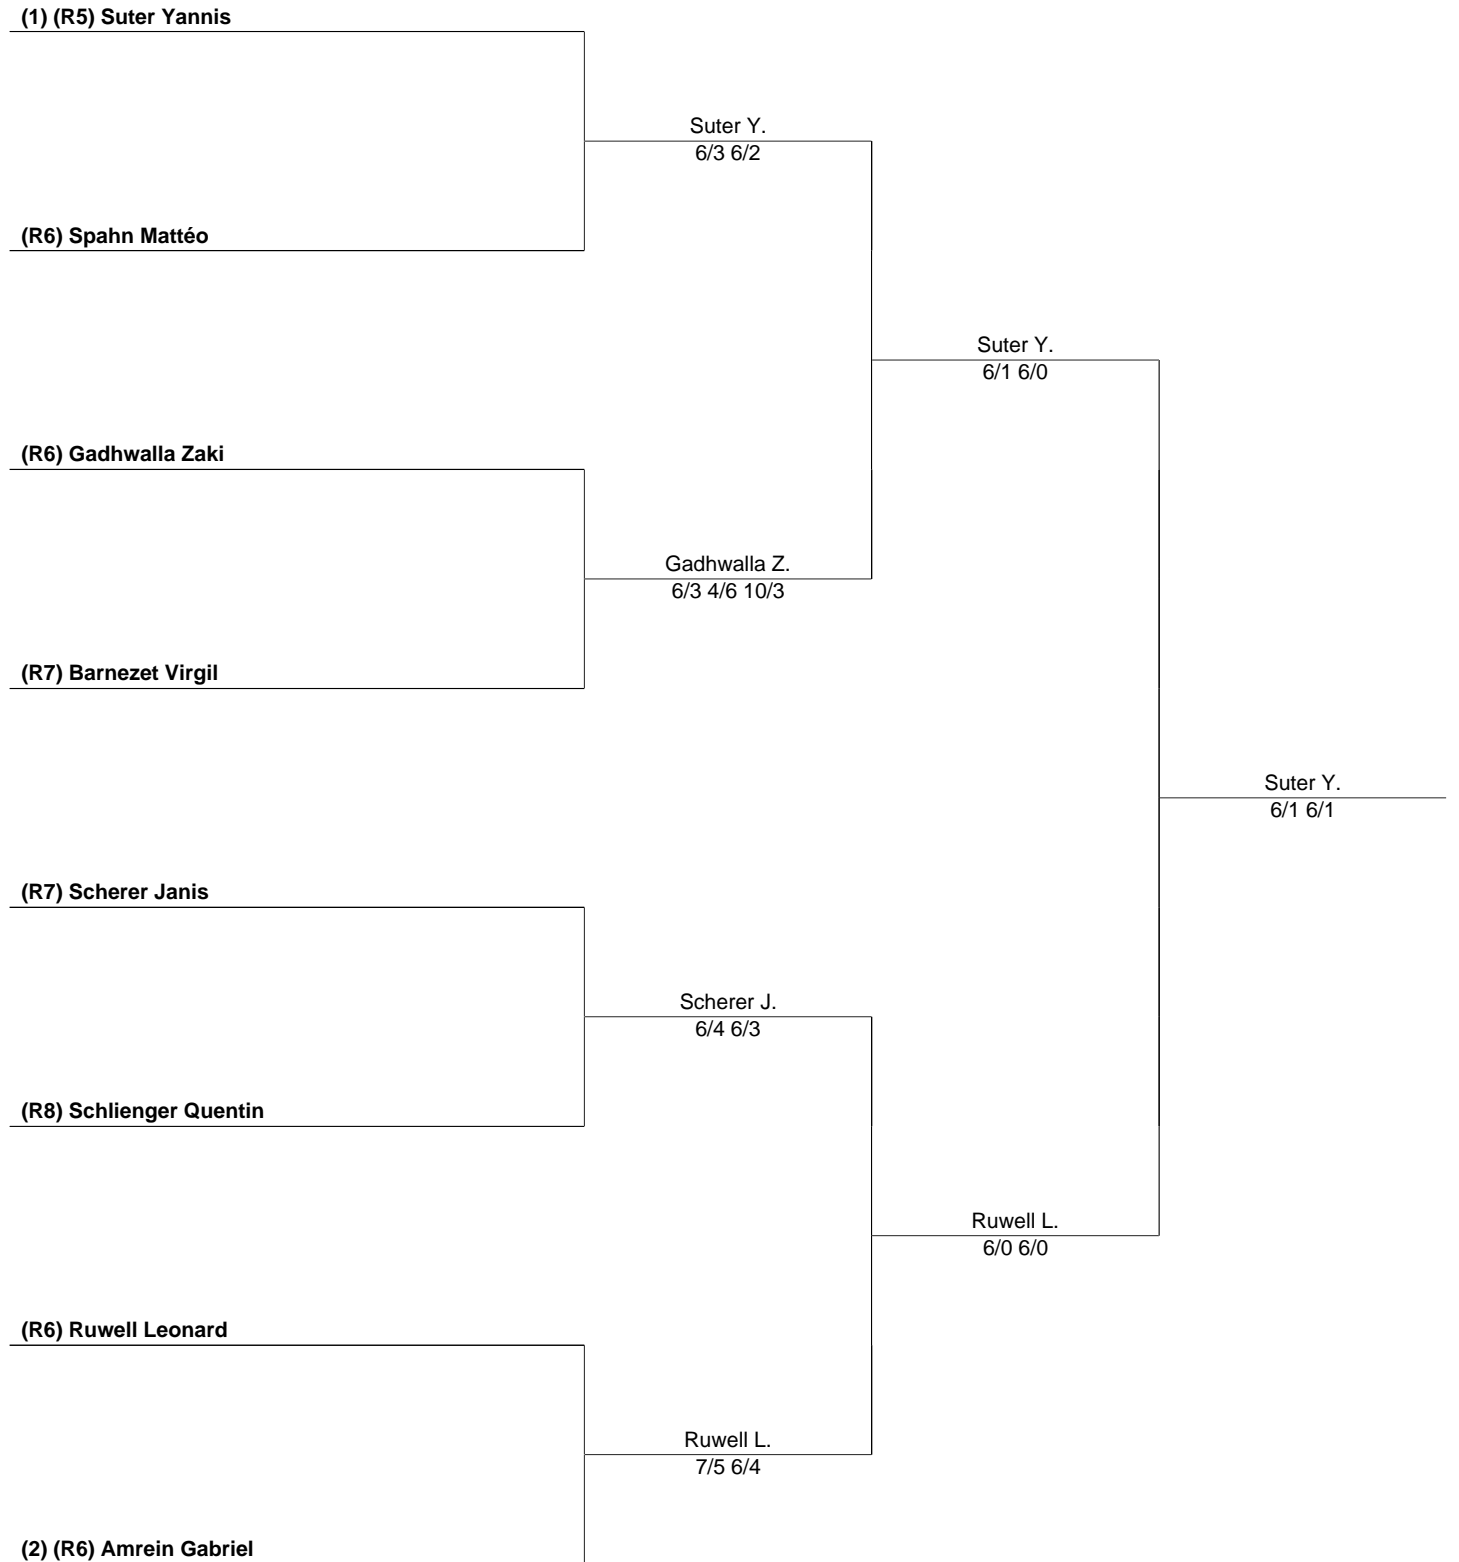 (1) (R5) Suter Yannis
Suter Y.
6/3 6/2
(R6) Spahn Mattéo
Suter Y.
6/1 6/0
(R6) Gadhwalla Zaki
Gadhwalla Z.
6/3 4/6 10/3
(R7) Barnezet Virgil
Suter Y.
6/1 6/1
(R7) Scherer Janis
Scherer J.
6/4 6/3
(R8) Schlienger Quentin
Ruwell L.
6/0 6/0
(R6) Ruwell Leonard
Ruwell L.
7/5 6/4
(2) (R6) Amrein Gabriel